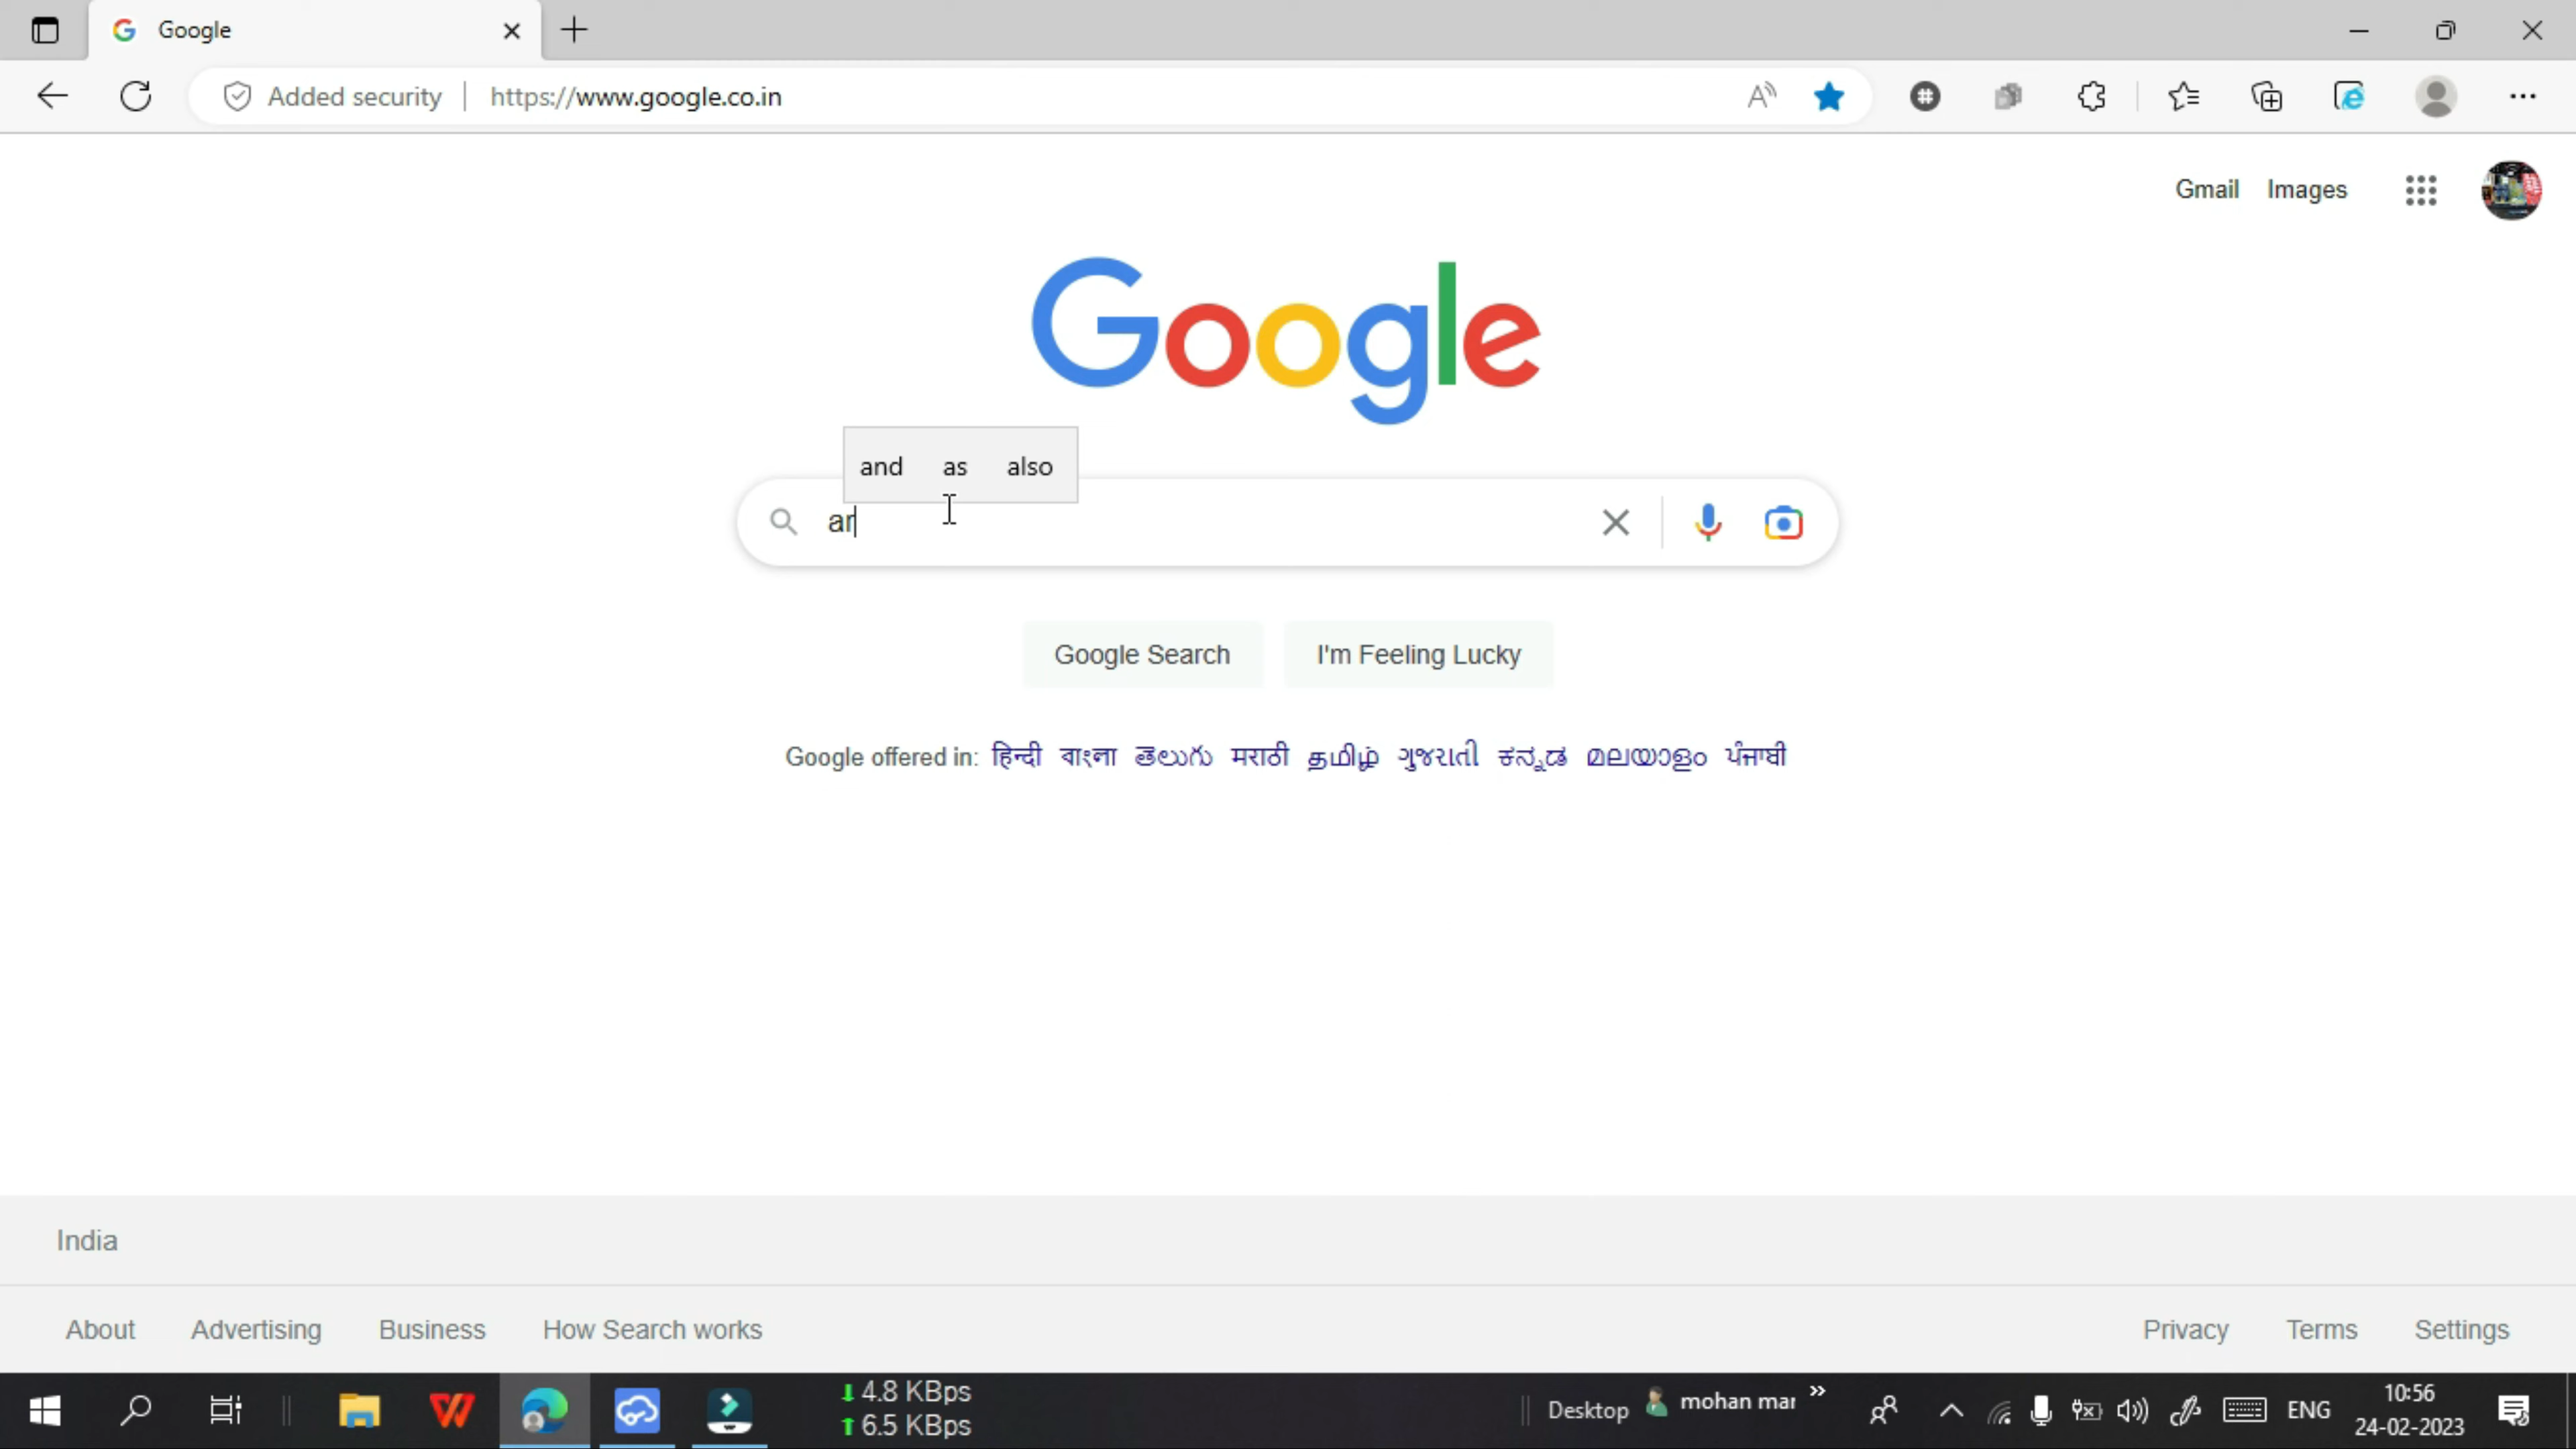 Google
Added security https://www.google.co.in
Gmail Images
Google
and as also
ar
Google Search I'm Feeling Lucky
Google offered in: हिन्दी বাংলা తెలుగు मराठी தமிழ் ગુજરાતી ಕನ್ನಡ മലയാളം ਪੰਜਾਬੀ
India
About Advertising Business How Search works Privacy Terms Settings
4.8 KBps
6.5 KBps
Desktop mohan mar ENG
10:56
24-02-2023